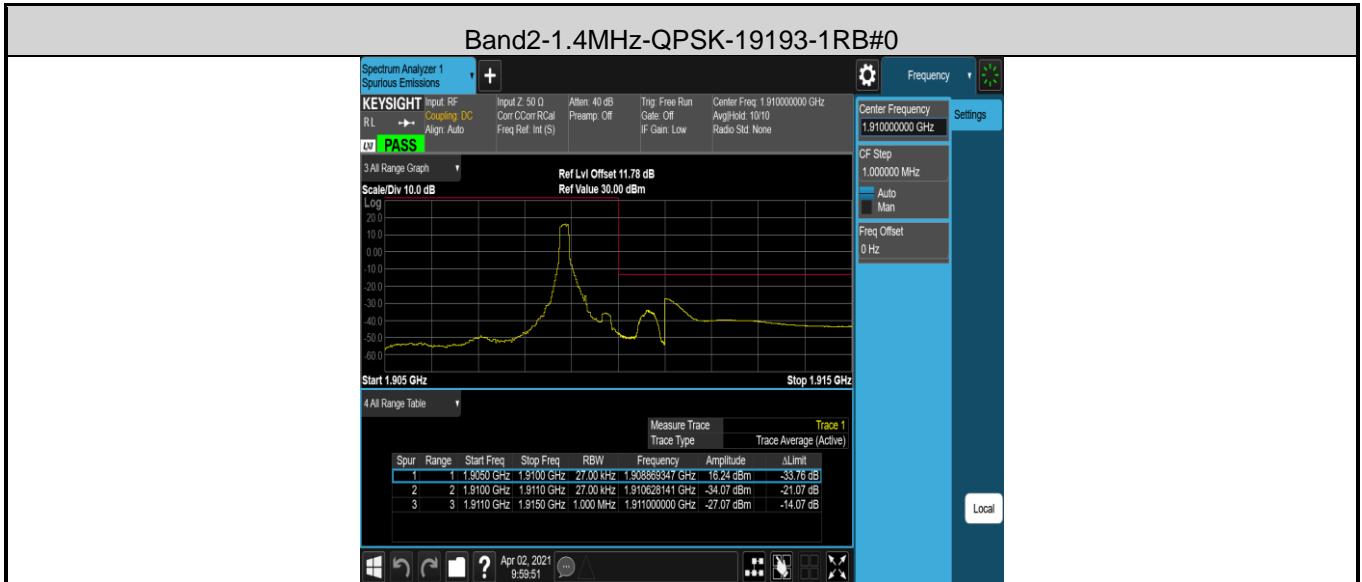 Band2-1.4MHz-QPSK-19193-1RB#0
Spectrum Analyzer 1
Spurious Emissions
+
Frequency
KEYSIGHT
RL
LXI PASS
Input: RF
Coupling: DC
Align: Auto
Input Z: 50 Ω
Corr CCorr RCal
Freq Ref: Int (S)
Atten: 40 dB
Preamp: Off
Trig: Free Run
Gate: Off
IF Gain: Low
Center Freq: 1.910000000 GHz
Avg|Hold: 10/10
Radio Std: None
Center Frequency
1.910000000 GHz
Settings
CF Step
1.000000 MHz
Auto
Man
Freq Offset
0 Hz
3 All Range Graph
Ref Lvl Offset 11.78 dB
Scale/Div 10.0 dB Ref Value 30.00 dBm
Log
20.0
10.0
0.00
-10.0
-20.0
-30.0
-40.0
-50.0
-60.0
Start 1.905 GHz Stop 1.915 GHz
4 All Range Table
Measure Trace Trace 1
Trace Type Trace Average (Active)
Spur Range Start Freq Stop Freq RBW Frequency Amplitude ΔLimit
1 1 1.9050 GHz 1.9100 GHz 27.00 kHz 1.908869347 GHz 16.24 dBm -33.76 dB
2 2 1.9100 GHz 1.9110 GHz 27.00 kHz 1.910628141 GHz -34.07 dBm -21.07 dB
3 3 1.9110 GHz 1.9150 GHz 1.000 MHz 1.911000000 GHz -27.07 dBm -14.07 dB
Local
?
Apr 02, 2021
9:59:51